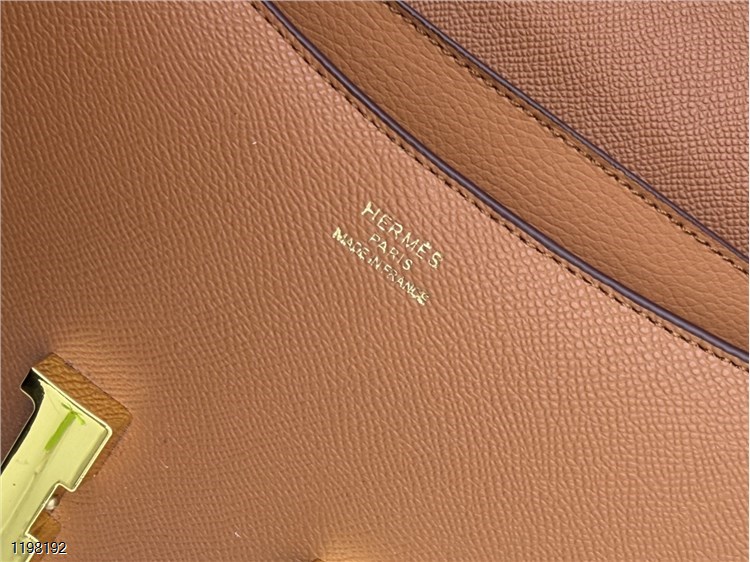 HERMÈS
PARIS
MADE IN FRANCE
1198192